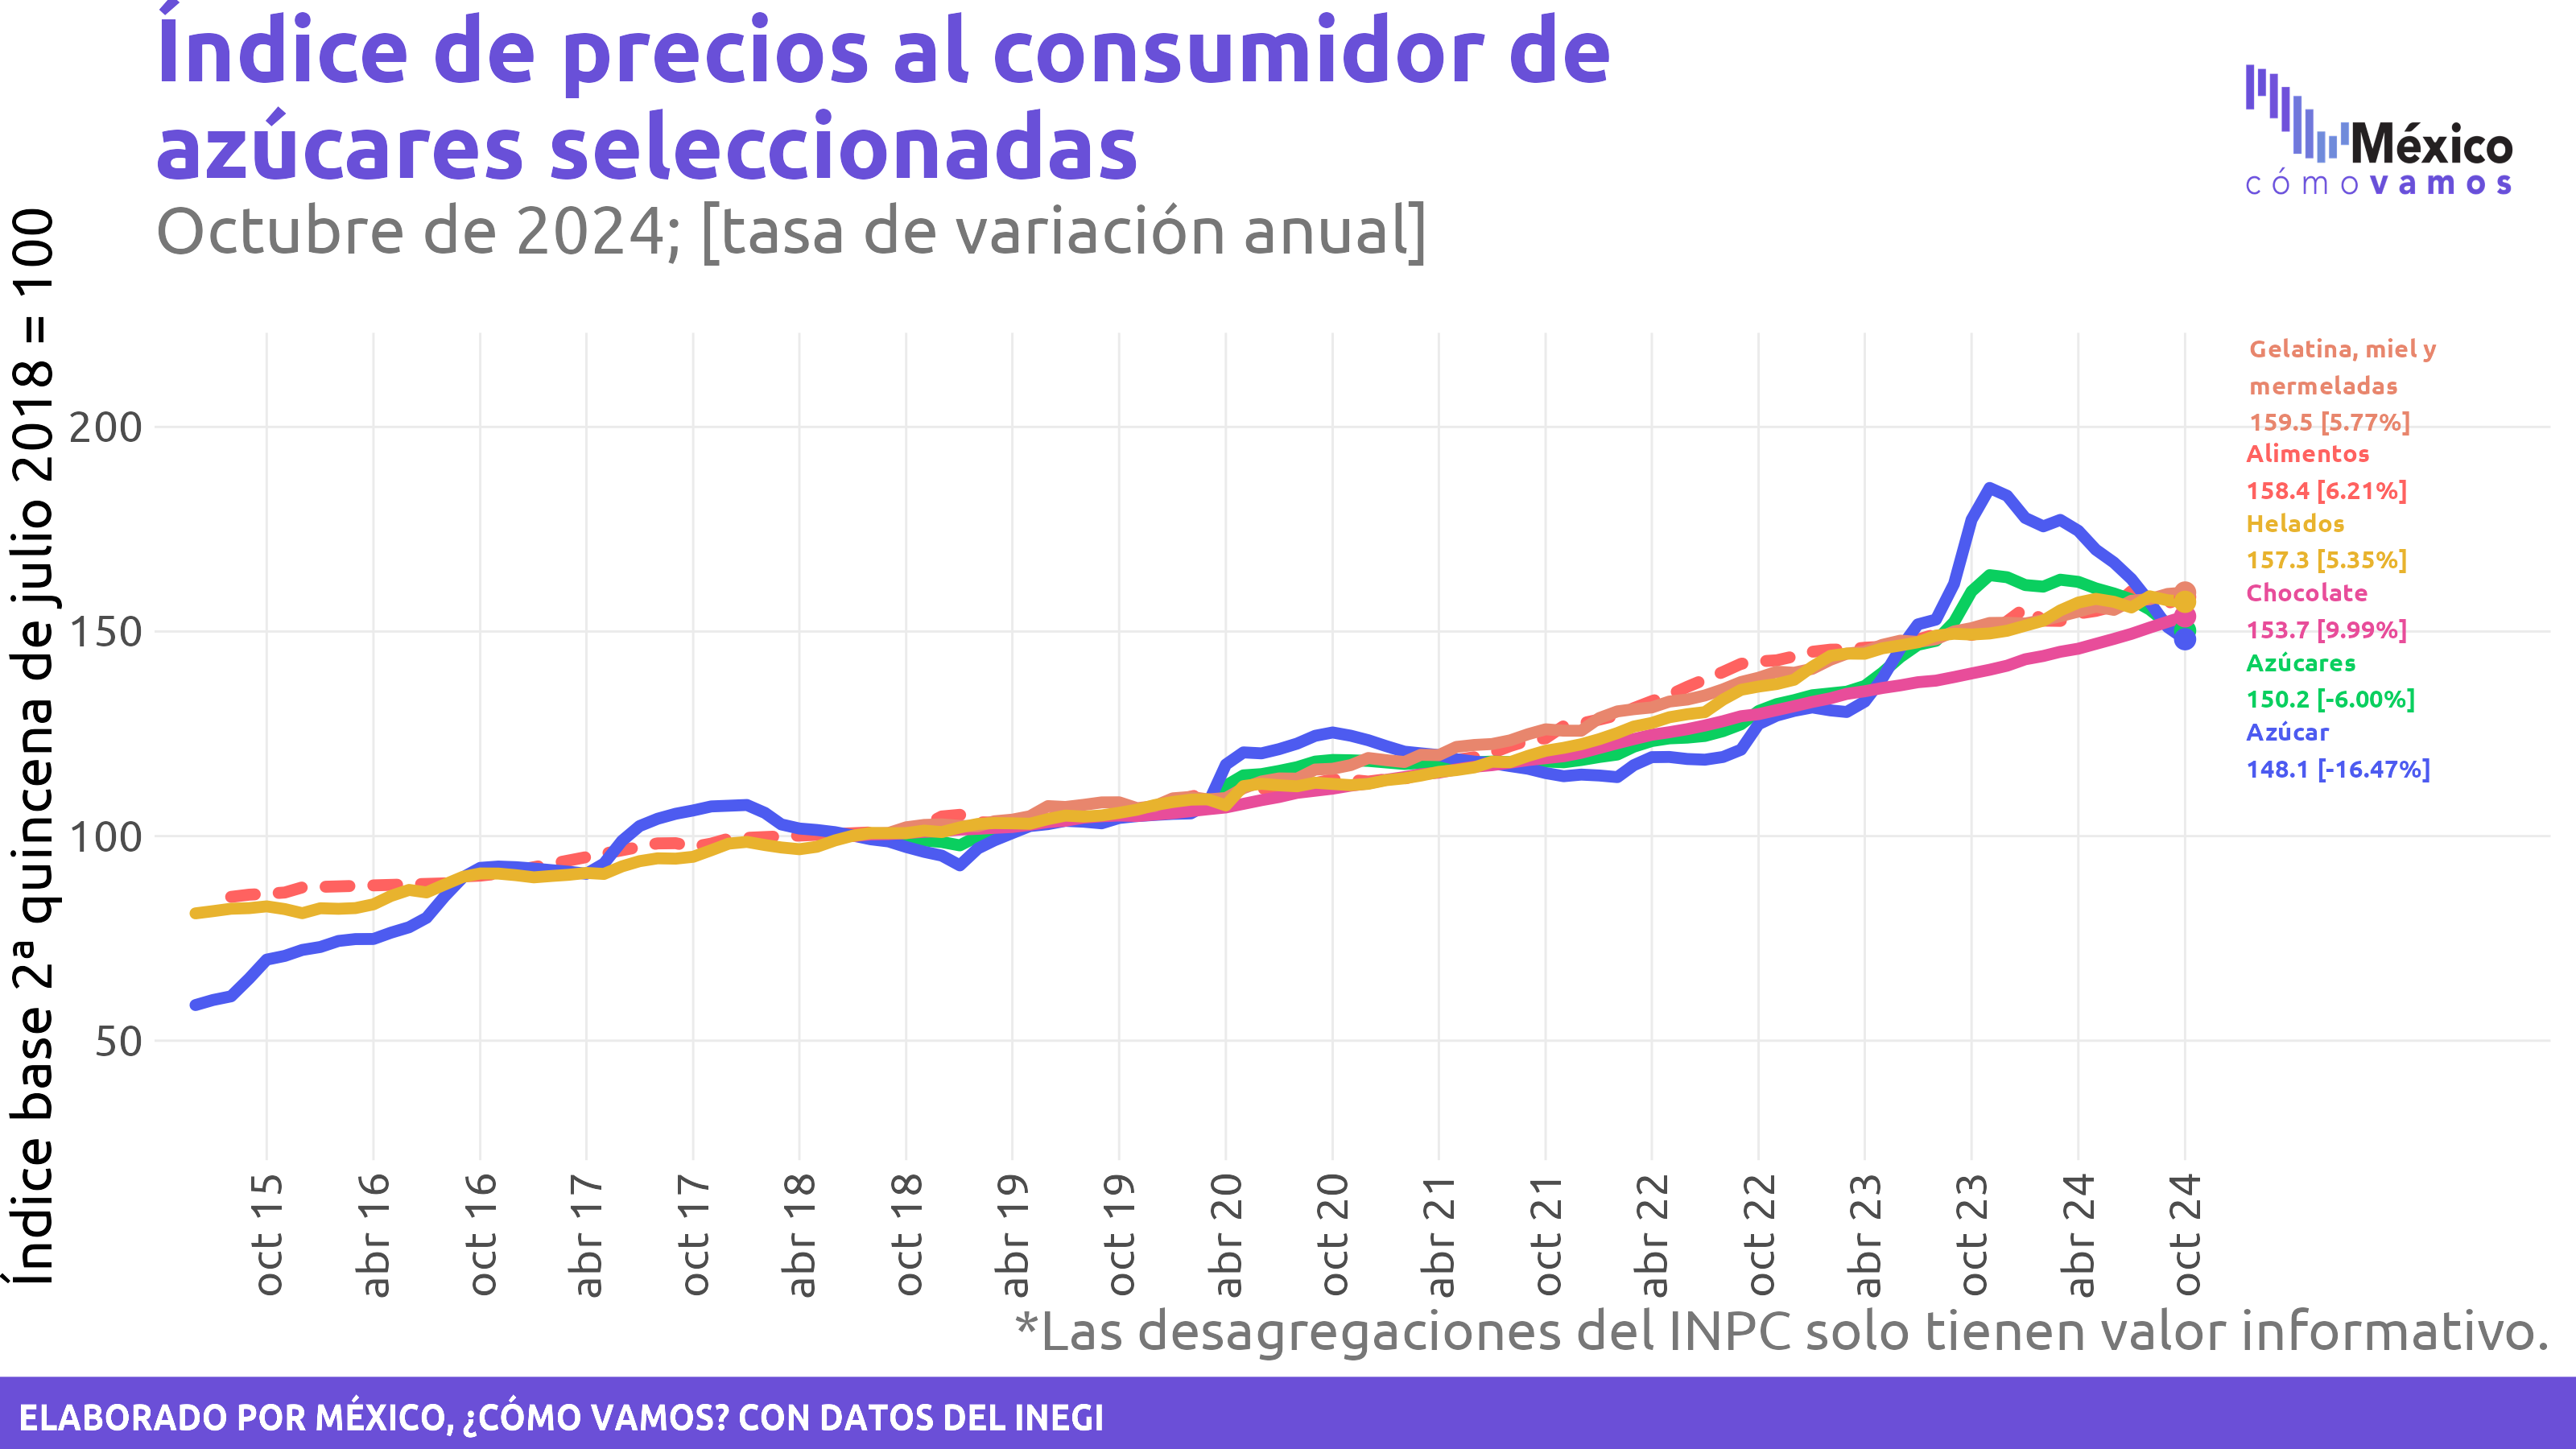 Índice de precios al consumidor de
azúcares seleccionadas
Octubre de 2024; [tasa de variación anual]
México
cómo vamos
Índice base 2ª quincena de julio 2018 = 100
200
150
100
50
Gelatina, miel y
mermeladas
159.5 [5.77%]
Alimentos
158.4 [6.21%]
Helados
157.3 [5.35%]
Chocolate
153.7 [9.99%]
Azúcares
150.2 [-6.00%]
Azúcar
148.1 [-16.47%]
oct 15
abr 16
oct 16
abr 17
oct 17
abr 18
oct 18
abr 19
oct 19
abr 20
oct 20
abr 21
oct 21
abr 22
oct 22
abr 23
oct 23
abr 24
oct 24
*Las desagregaciones del INPC solo tienen valor informativo.
ELABORADO POR MÉXICO, ¿CÓMO VAMOS? CON DATOS DEL INEGI